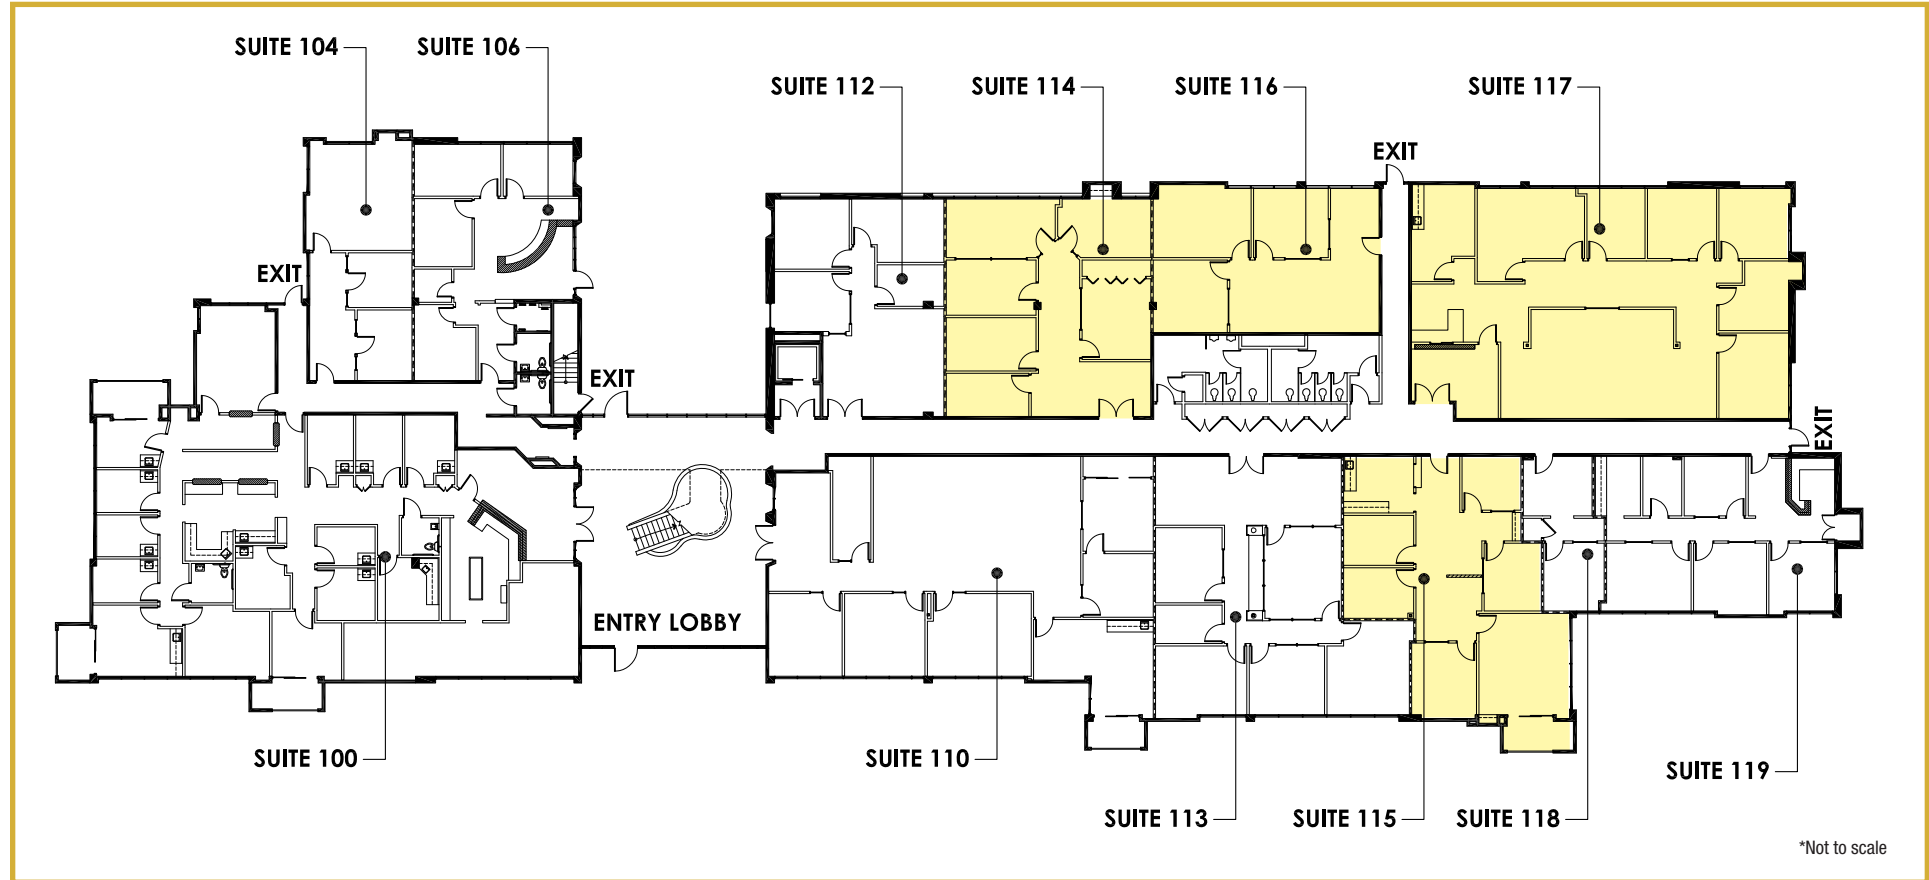 SUITE 104
SUITE 106
SUITE 112
SUITE 114
SUITE 116
SUITE 117
EXIT
EXIT
EXIT
EXIT
ENTRY LOBBY
SUITE 100
SUITE 110
SUITE 119
SUITE 113
SUITE 115
SUITE 118
*Not to scale